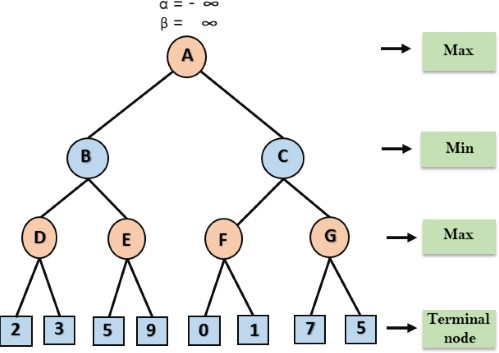 α = - ∞
β = ∞
A
Max
B
C
Min
D
E
F
G
Max
2
3
5
9
0
1
7
5
Terminal
node